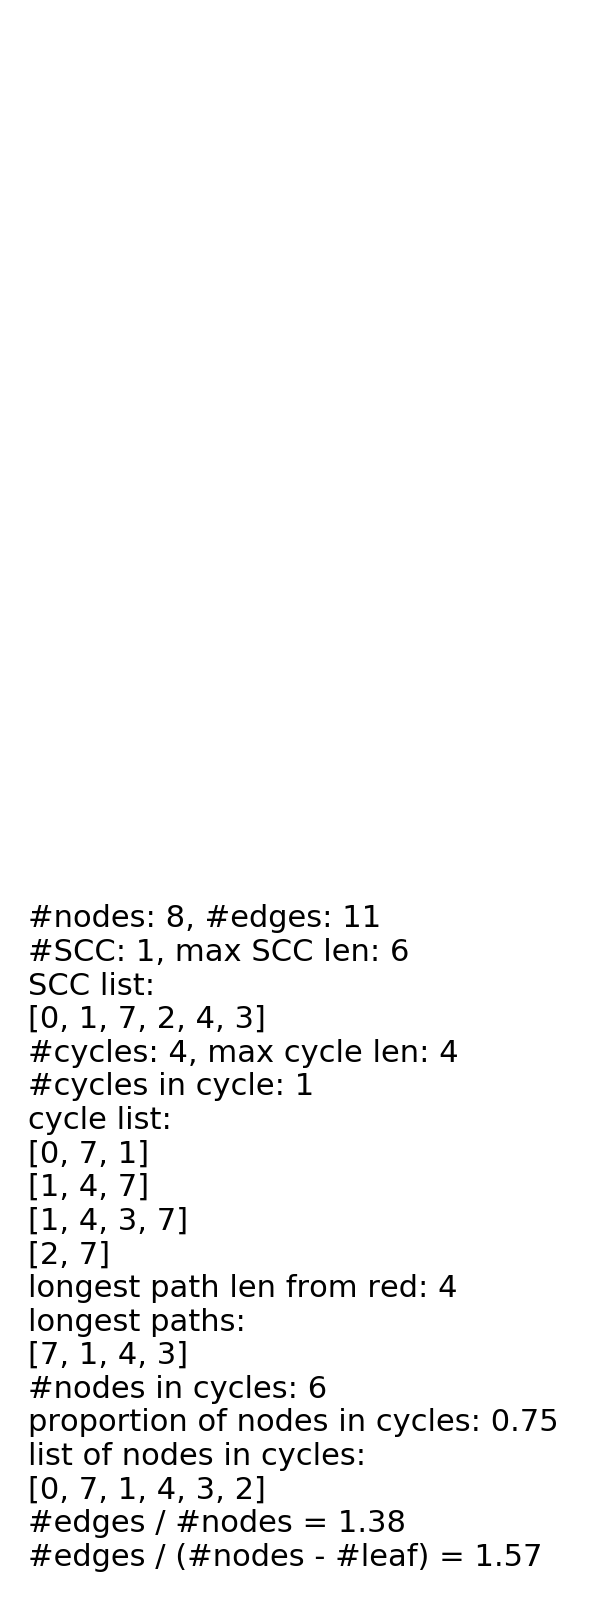 #nodes: 8, #edges: 11
#SCC: 1, max SCC len: 6
SCC list:
[0, 1, 7, 2, 4, 3]
#cycles: 4, max cycle len: 4
#cycles in cycle: 1
cycle list:
[0, 7, 1]
[1, 4, 7]
[1, 4, 3, 7]
[2, 7]
longest path len from red: 4
longest paths:
[7, 1, 4, 3]
#nodes in cycles: 6
proportion of nodes in cycles: 0.75
list of nodes in cycles:
[0, 7, 1, 4, 3, 2]
#edges / #nodes = 1.38
#edges / (#nodes - #leaf) = 1.57